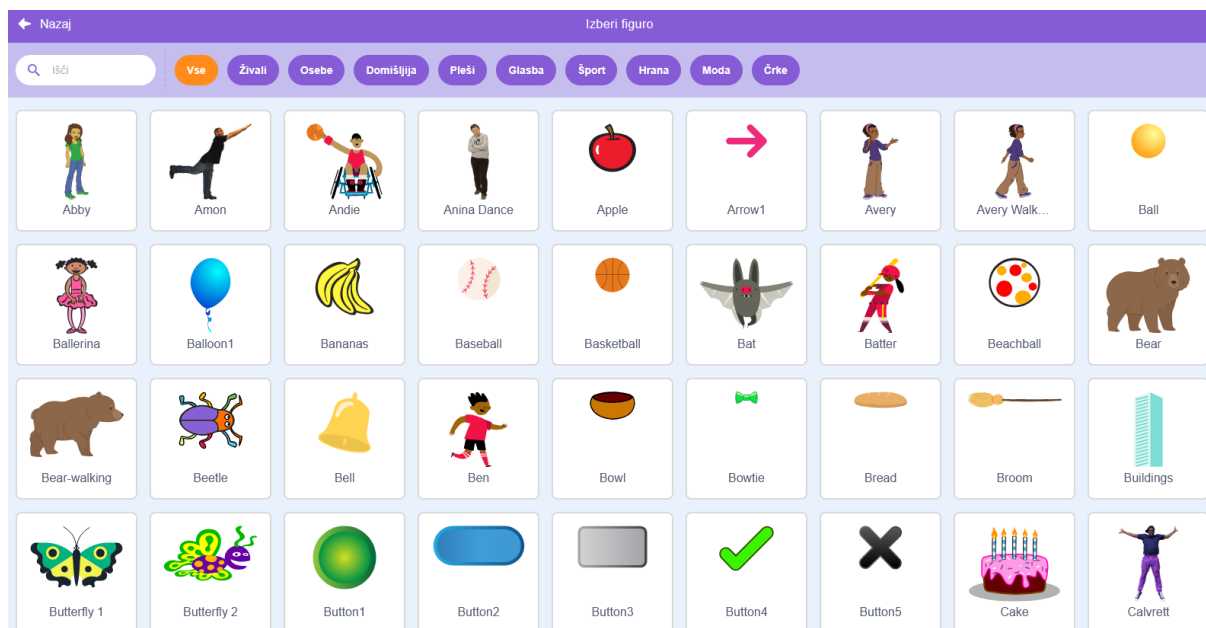 Nazaj
Izberi figuro
Išči
Vse
Živali
Osebe
Domišljija
Pleši
Glasba
Šport
Hrana
Moda
Črke
Abby
Amon
Andie
Anina Dance
Apple
Arrow1
Avery
Avery Walk...
Ball
Ballerina
Balloon1
Bananas
Baseball
Basketball
Bat
Batter
Beachball
Bear
Bear-walking
Beetle
Bell
Ben
Bowl
Bowtie
Bread
Broom
Buildings
Butterfly 1
Butterfly 2
Button1
Button2
Button3
Button4
Button5
Cake
Calvrett